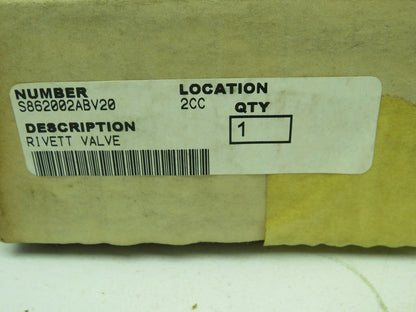 NUMBER LOCATION
S862002ABV20 2CC QTY
DESCRIPTION 1
RIVETT VALVE